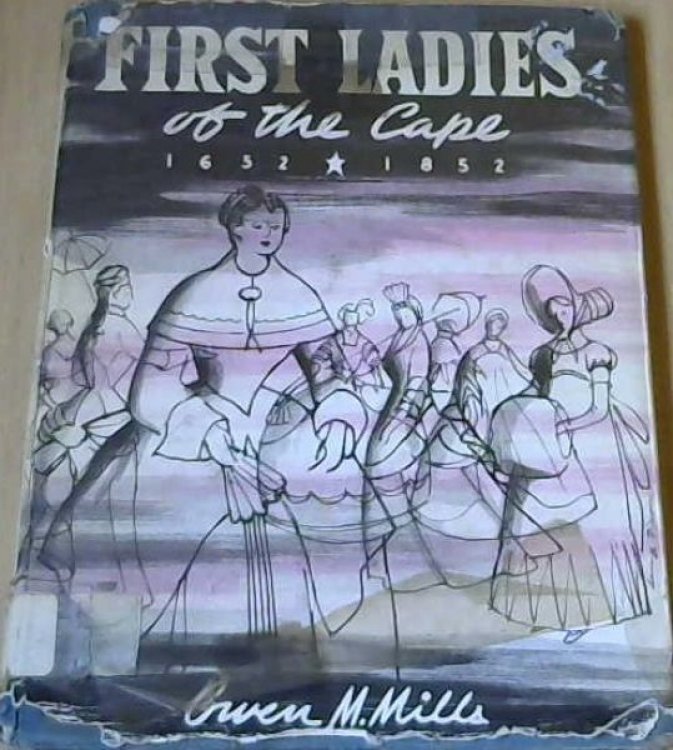 FIRST LADIES
of the Cape
1652 ★ 1852
Gwen M. Mills